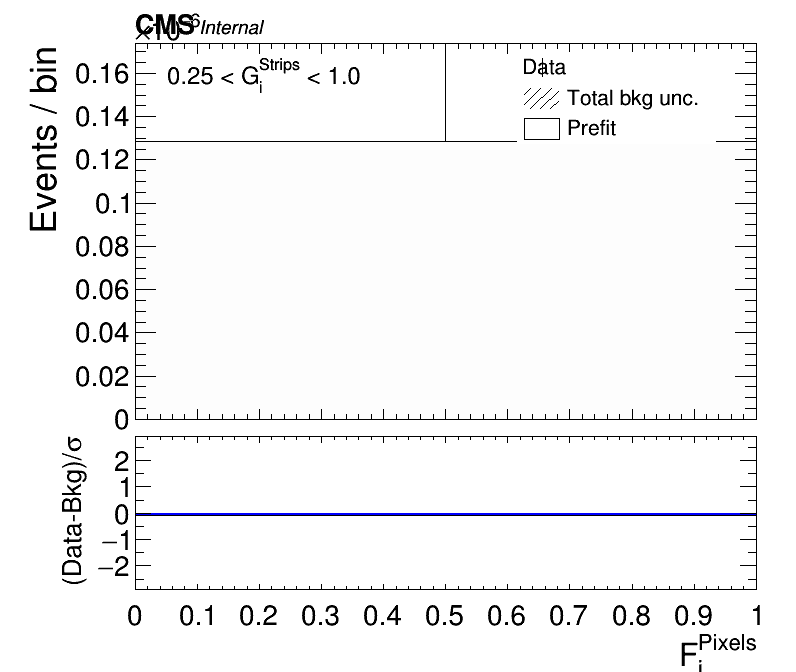 CMS Internal
×10⁻⁶
Events / bin
0.16
0.14
0.12
0.1
0.08
0.06
0.04
0.02
0
0.25 < G_i^Strips < 1.0
Data
Total bkg unc.
Prefit
(Data-Bkg)/σ
2
1
0
−1
−2
0 0.1 0.2 0.3 0.4 0.5 0.6 0.7 0.8 0.9 1
F_i^Pixels